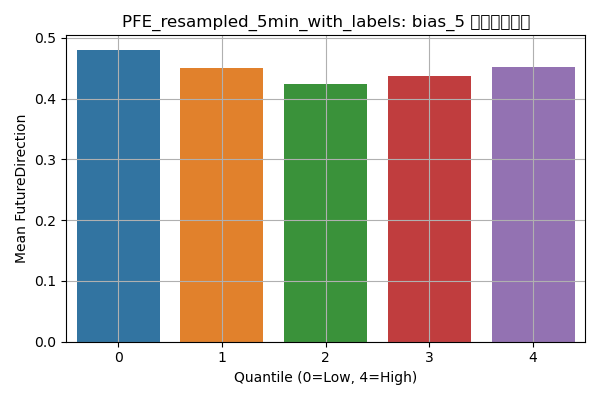 PFE_resampled_5min_with_labels: bias_5
0.5
0.4
0.3
0.2
0.1
0.0
Mean FutureDirection
0 1 2 3 4
Quantile (0=Low, 4=High)